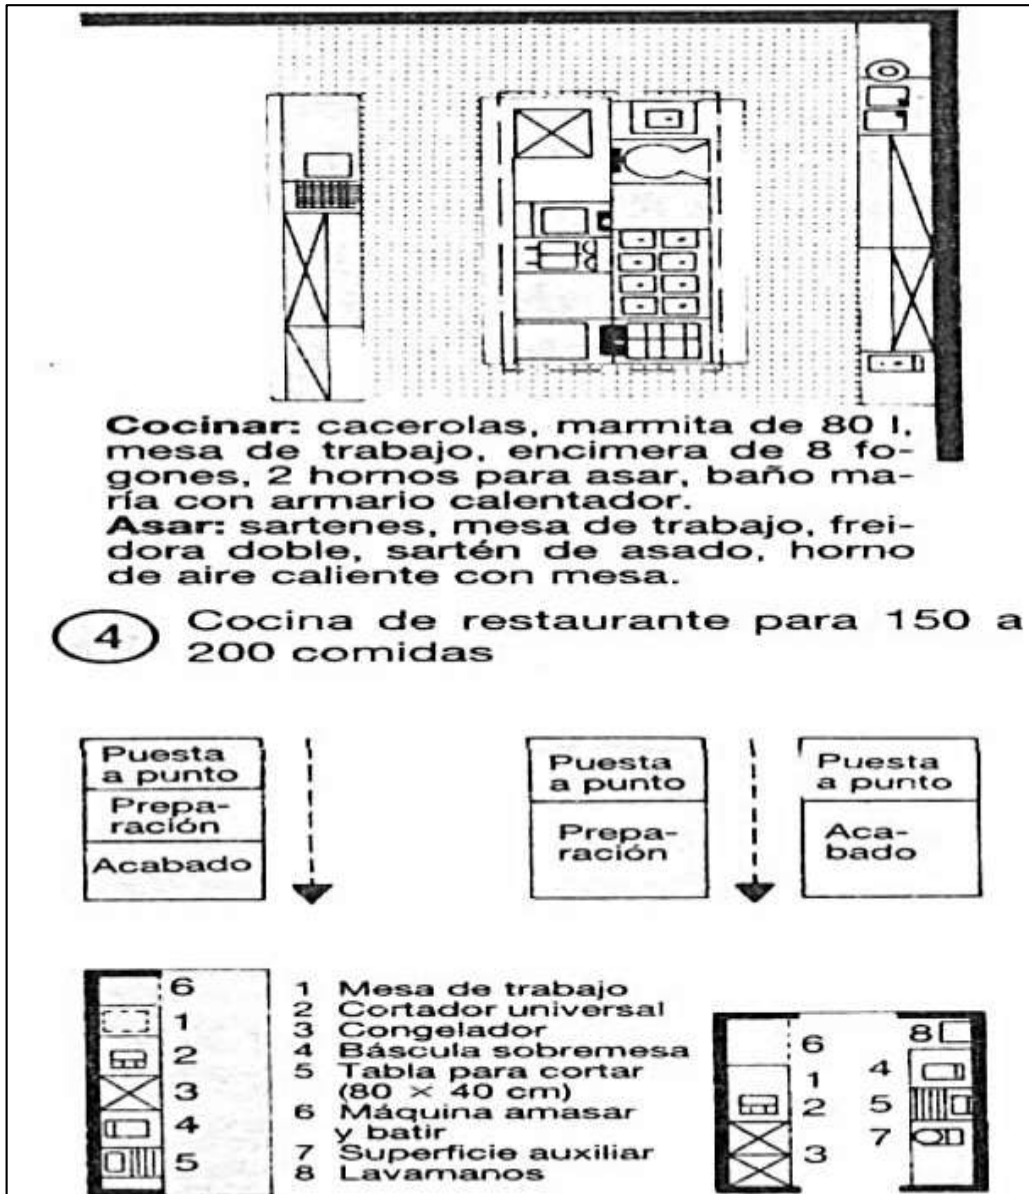 Cocinar: cacerolas, marmita de 80 l,
mesa de trabajo, encimera de 8 fo-
gones, 2 hornos para asar, baño ma-
ría con armario calentador.
Asar: sartenes, mesa de trabajo, frei-
dora doble, sartén de asado, horno
de aire caliente con mesa.
4 Cocina de restaurante para 150 a
200 comidas
Puesta
a punto
Prepa-
ración
Acabado
Puesta
a punto
Prepa-
ración
Puesta
a punto
Aca-
bado
6
1
2
3
4
5
1 Mesa de trabajo
2 Cortador universal
3 Congelador
4 Báscula sobremesa
5 Tabla para cortar
(80 × 40 cm)
6 Máquina amasar
y batir
7 Superficie auxiliar
8 Lavamanos
6
1
2
3
8
4
5
7